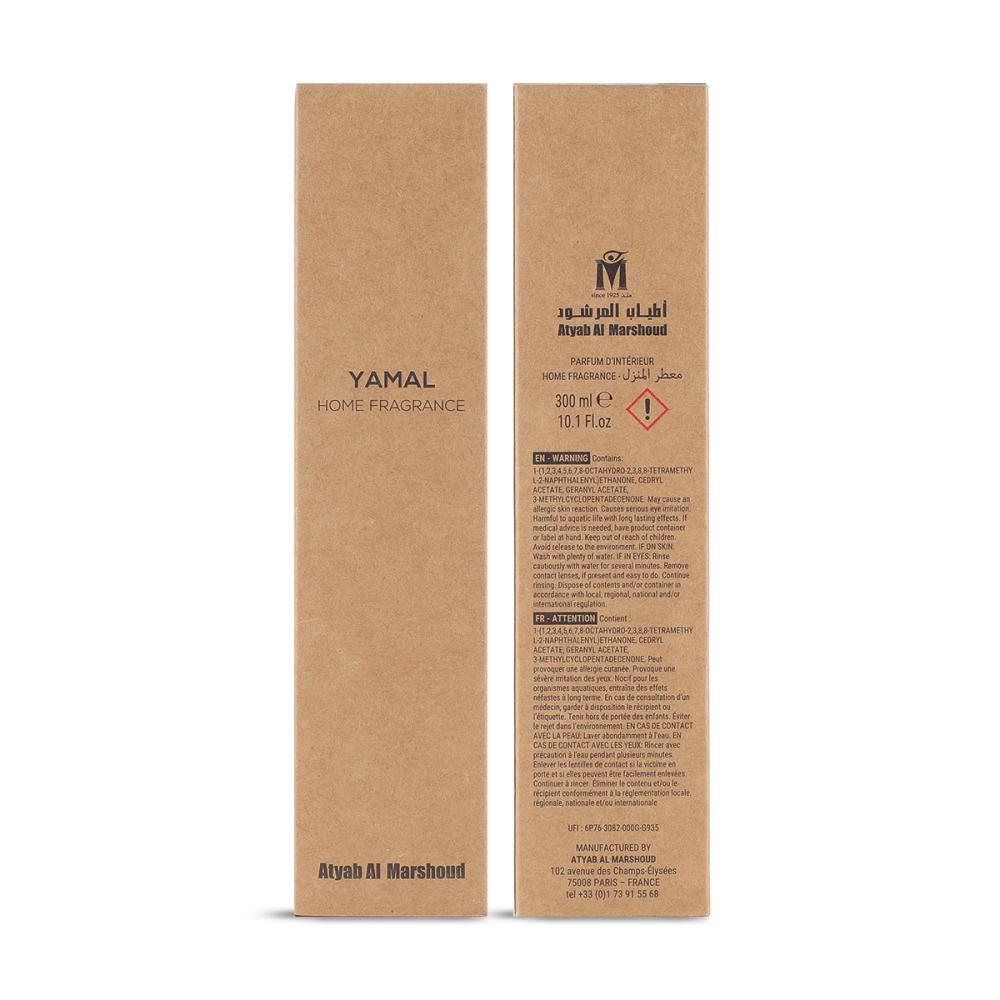 YAMAL
HOME FRAGRANCE
Atyab Al Marshoud
M
since 1925 منذ
أطياب المرشود
Atyab Al Marshoud
PARFUM D'INTÉRIEUR
HOME FRAGRANCE - معطر المنزل
300 ml ℮
10.1 Fl.oz
!
EN - WARNING Contains:
1-(1,2,3,4,5,6,7,8-OCTAHYDRO-2,3,8,8-TETRAMETHY
L-2-NAPHTHALENYL)ETHANONE, CEDRYL
ACETATE, GERANYL ACETATE,
3-METHYLCYCLOPENTADECENONE. May cause an
allergic skin reaction. Causes serious eye irritation.
Harmful to aquatic life with long lasting effects. If
medical advice is needed, have product container
or label at hand. Keep out of reach of children.
Avoid release to the environment. IF ON SKIN:
Wash with plenty of water. IF IN EYES: Rinse
cautiously with water for several minutes. Remove
contact lenses, if present and easy to do. Continue
rinsing. Dispose of contents and/or container in
accordance with local, regional, national and/or
international regulation.
FR - ATTENTION Contient :
1-(1,2,3,4,5,6,7,8-OCTAHYDRO-2,3,8,8-TETRAMETHY
L-2-NAPHTHALENYL)ETHANONE, CEDRYL
ACETATE, GERANYL ACETATE,
3-METHYLCYCLOPENTADECENONE. Peut
provoquer une allergie cutanée. Provoque une
sévère irritation des yeux. Nocif pour les
organismes aquatiques, entraîne des effets
néfastes à long terme. En cas de consultation d'un
médecin, garder à disposition le récipient ou
l'étiquette. Tenir hors de portée des enfants. Éviter
le rejet dans l'environnement. EN CAS DE CONTACT
AVEC LA PEAU: Laver abondamment à l'eau. EN
CAS DE CONTACT AVEC LES YEUX: Rincer avec
précaution à l'eau pendant plusieurs minutes.
Enlever les lentilles de contact si la victime en
porte et si elles peuvent être facilement enlevées.
Continuer à rincer. Éliminer le contenu et/ou le
récipient conformément à la réglementation locale,
régionale, nationale et/ou internationale
UFI : 6P76-3082-000G-G935
MANUFACTURED BY
ATYAB AL MARSHOUD
102 avenue des Champs-Élysées
75008 PARIS – FRANCE
tel +33 (0)1 73 91 55 68